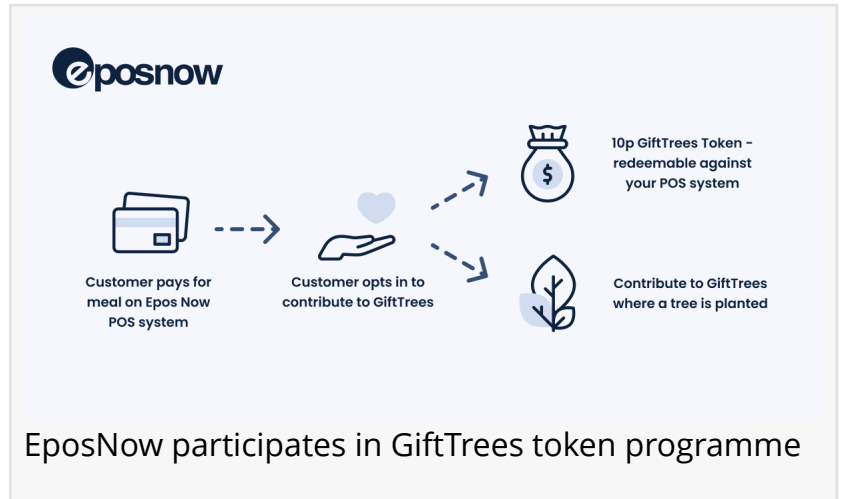 eposnow
10p GiftTrees Token -
redeemable against
your POS system
$
Customer pays for
meal on Epos Now
POS system
Customer opts in to
contribute to GiftTrees
Contribute to GiftTrees
where a tree is planted
EposNow participates in GiftTrees token programme